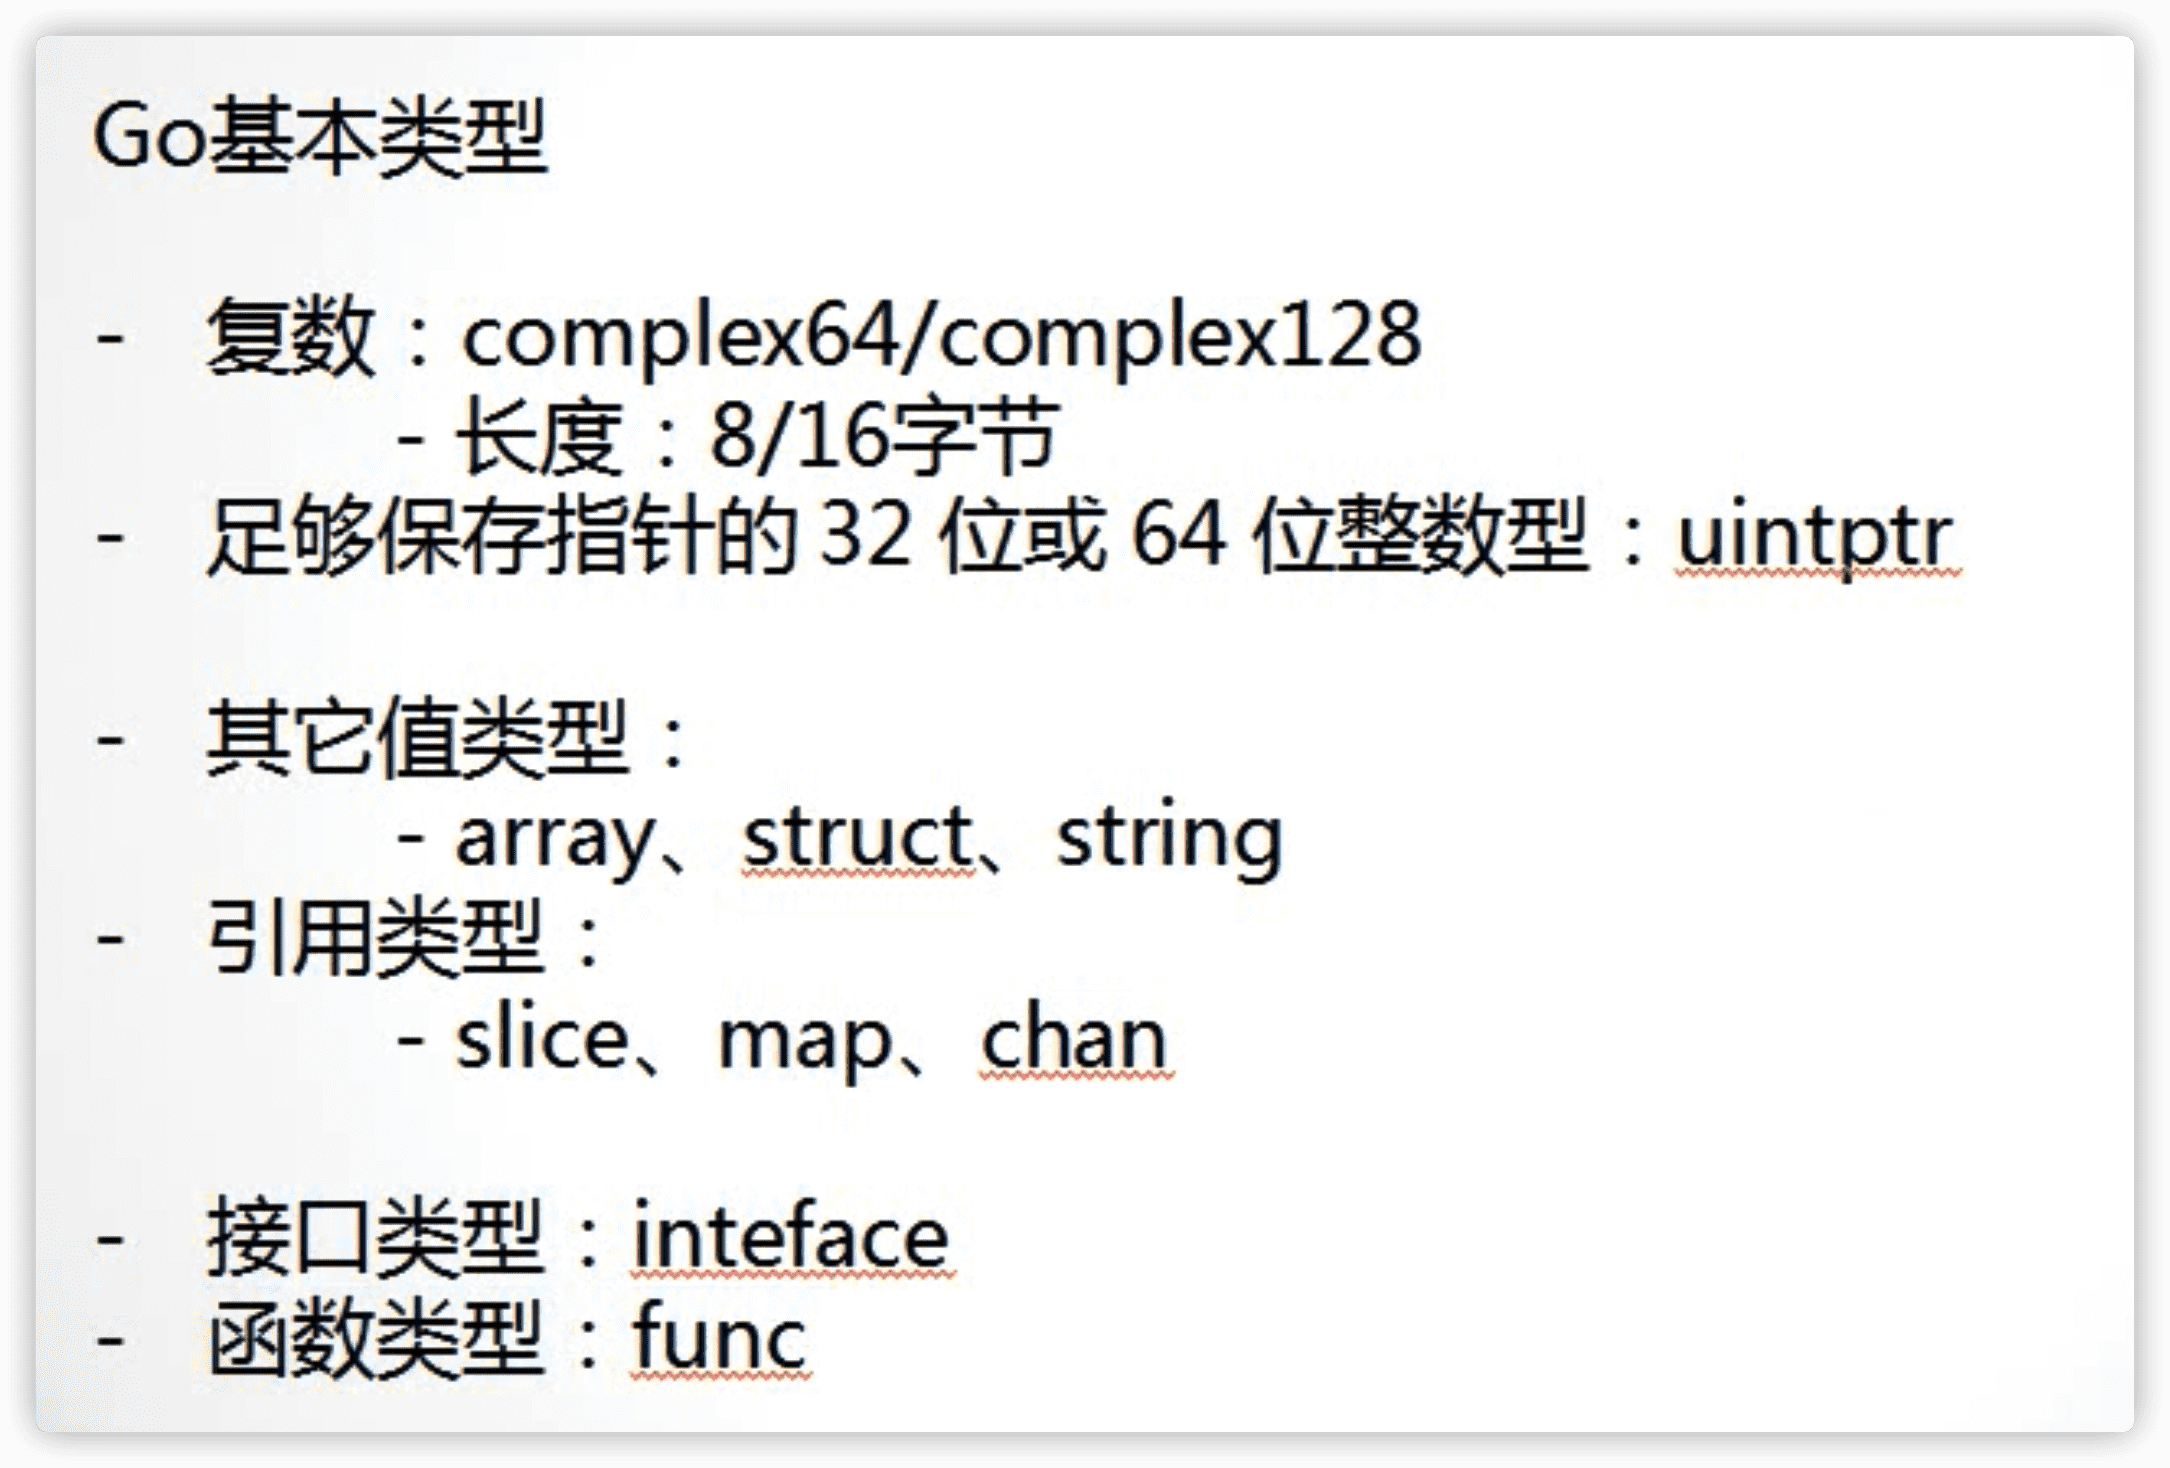 Go基本类型
- 复数：complex64/complex128
- 长度：8/16字节
- 足够保存指针的 32 位或 64 位整数型：uintptr
- 其它值类型：
- array、struct、string
- 引用类型：
- slice、map、chan
- 接口类型：inteface
- 函数类型：func